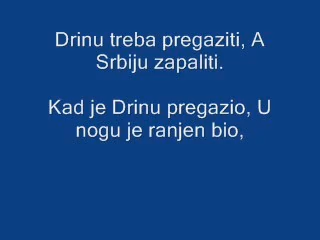 Drinu treba pregaziti, A
Srbiju zapaliti.
Kad je Drinu pregazio, U
nogu je ranjen bio,